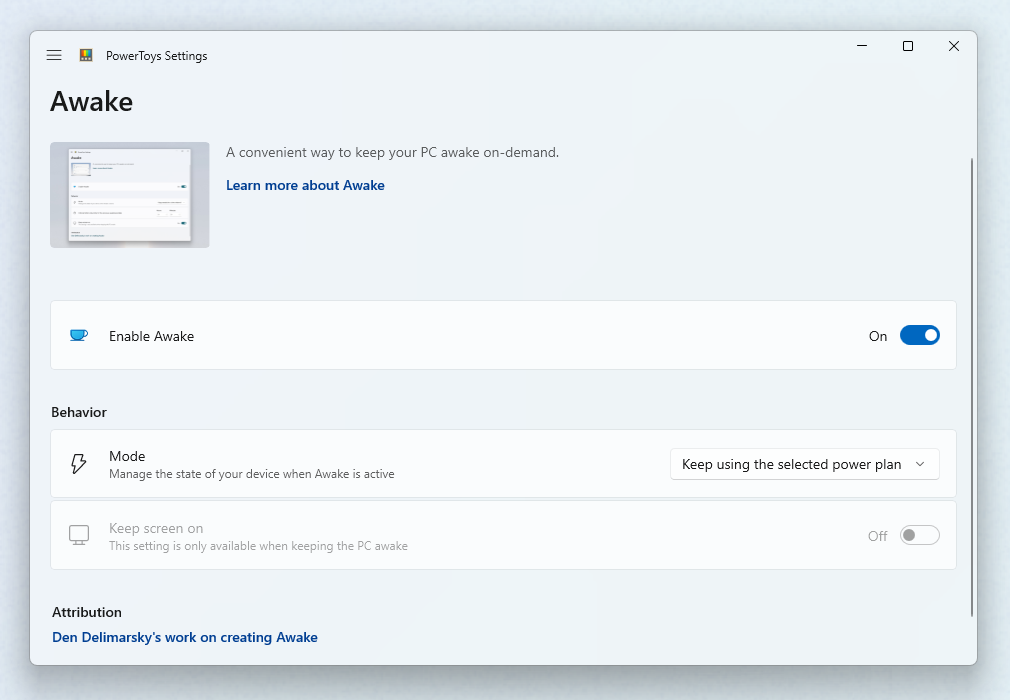 PowerToys Settings
Awake
A convenient way to keep your PC awake on-demand.
Learn more about Awake
Enable Awake
On
Behavior
Mode
Manage the state of your device when Awake is active
Keep using the selected power plan
Keep screen on
This setting is only available when keeping the PC awake
Off
Attribution
Den Delimarsky's work on creating Awake